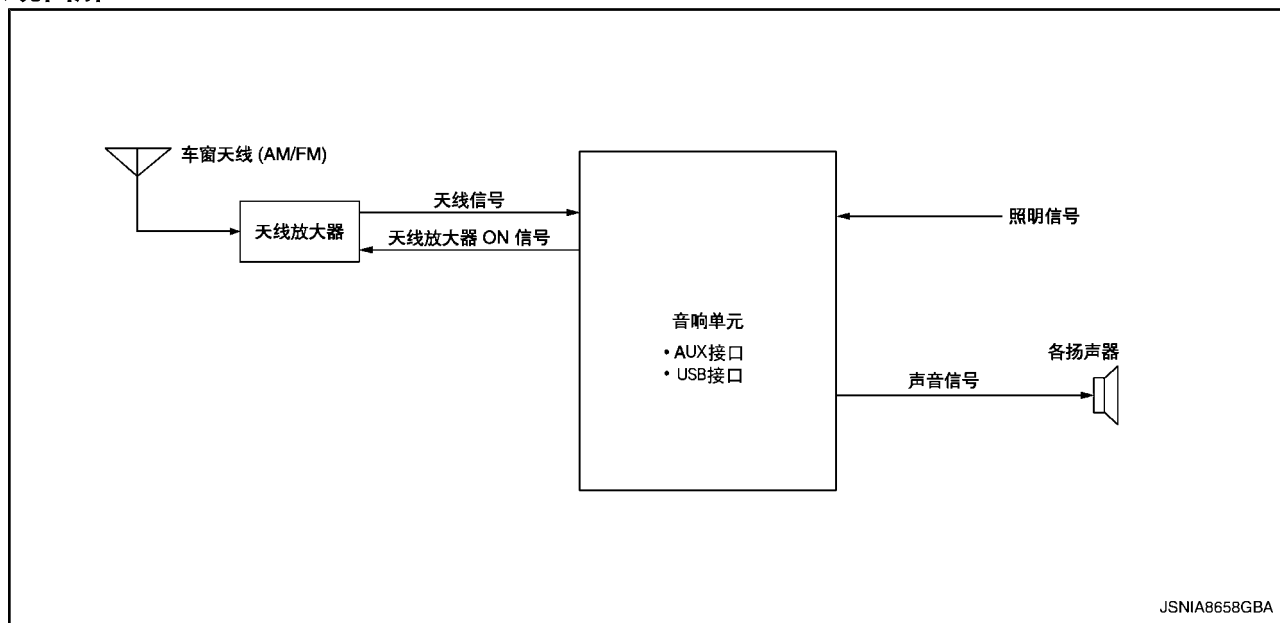 车窗天线 (AM/FM)
天线放大器
天线信号
天线放大器 ON 信号
音响单元
• AUX接口
• USB接口
照明信号
各扬声器
声音信号
JSNIA8658GBA